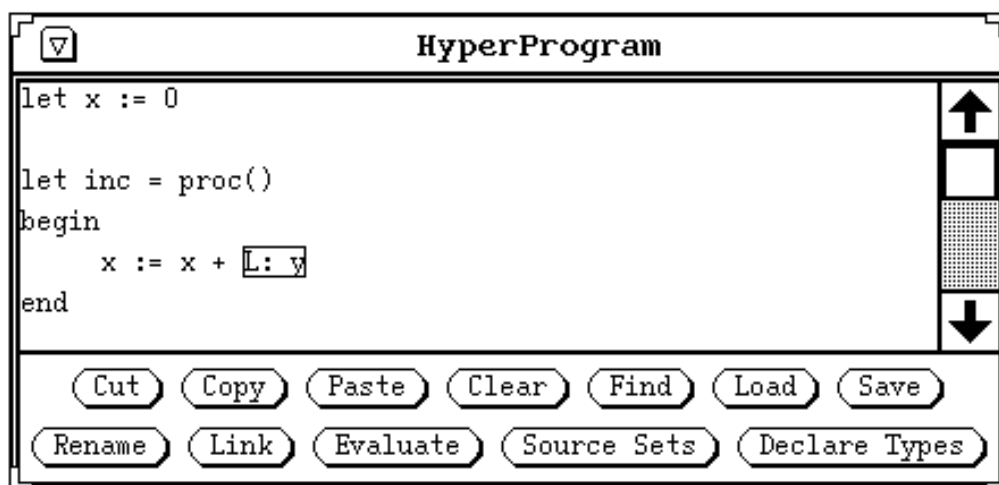 HyperProgram
let x := 0
let inc = proc()
begin
x := x + L: y
end
Cut Copy Paste Clear Find Load Save
Rename Link Evaluate Source Sets Declare Types